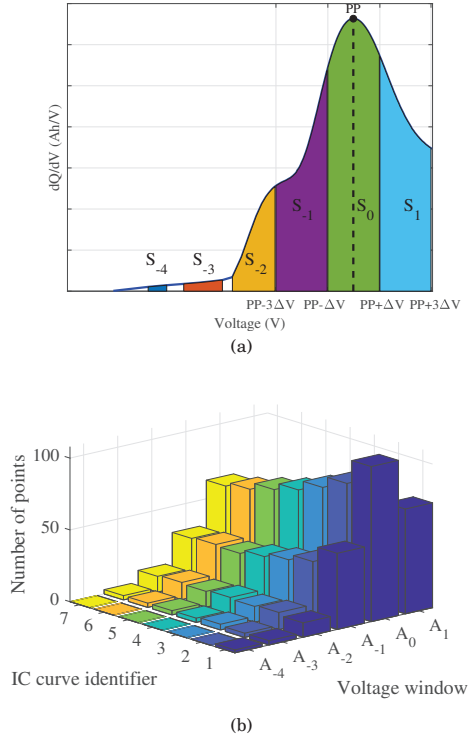 PP
dQ/dV (Ah/V)
S-4
S-3
S-2
S-1
S0
S1
PP-3ΔV
PP-ΔV
PP+ΔV
PP+3ΔV
Voltage (V)
(a)
Number of points
100
50
0
7
6
5
4
3
2
1
A-4
A-3
A-2
A-1
A0
A1
IC curve identifier
Voltage window
(b)